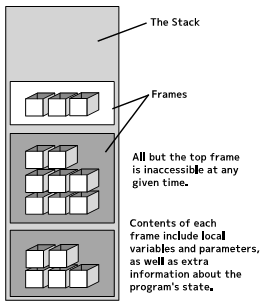 The Stack
Frames
All but the top frame
is inaccessible at any
given time.
Contents of each
frame include local
variables and parameters,
as well as extra
information about the
program's state.